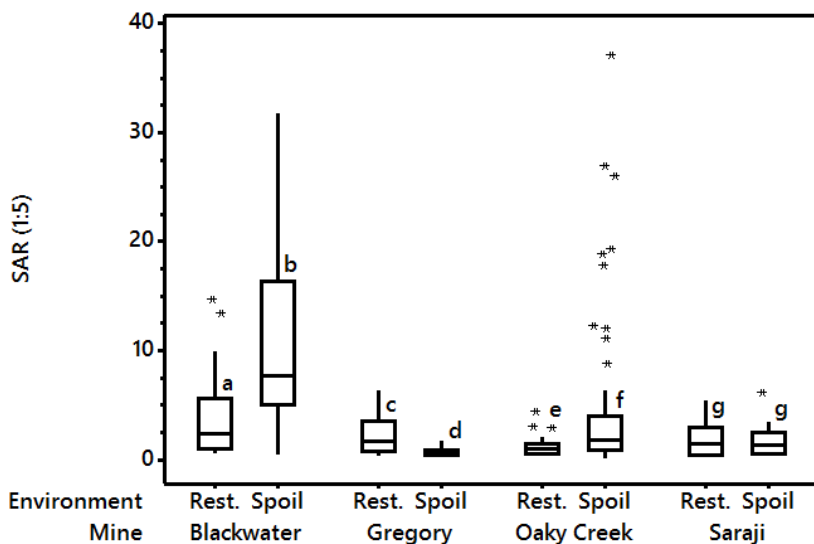 SAR (1:5)
40
30
20
10
0
a
b
c
d
e
f
g
g
Environment Rest. Spoil Rest. Spoil Rest. Spoil Rest. Spoil
Mine Blackwater Gregory Oaky Creek Saraji